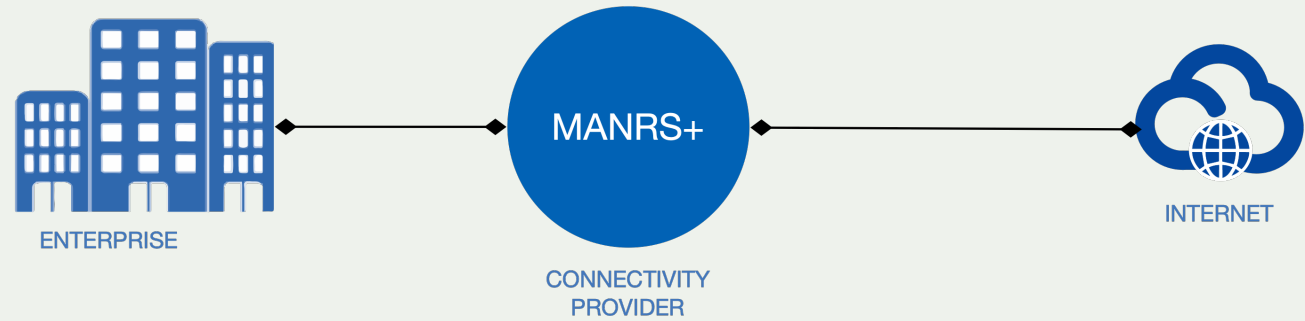 MANRS+
ENTERPRISE
INTERNET
CONNECTIVITY
PROVIDER